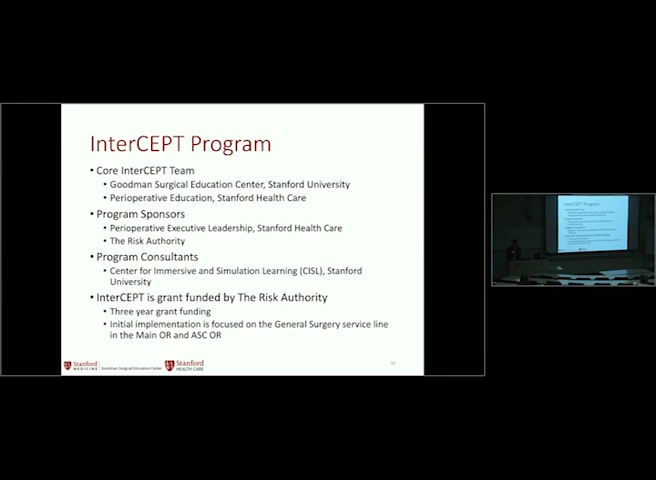 InterCEPT Program
• Core InterCEPT Team
• Goodman Surgical Education Center, Stanford University
• Perioperative Education, Stanford Health Care
• Program Sponsors
• Perioperative Executive Leadership, Stanford Health Care
• The Risk Authority
• Program Consultants
• Center for Immersive and Simulation Learning (CISL), Stanford
University
• InterCEPT is grant funded by The Risk Authority
• Three year grant funding
• Initial implementation is focused on the General Surgery service line
in the Main OR and ASC OR
Stanford
MEDICINE
Goodman Surgical Education Center
Stanford
HEALTH CARE
InterCEPT Program